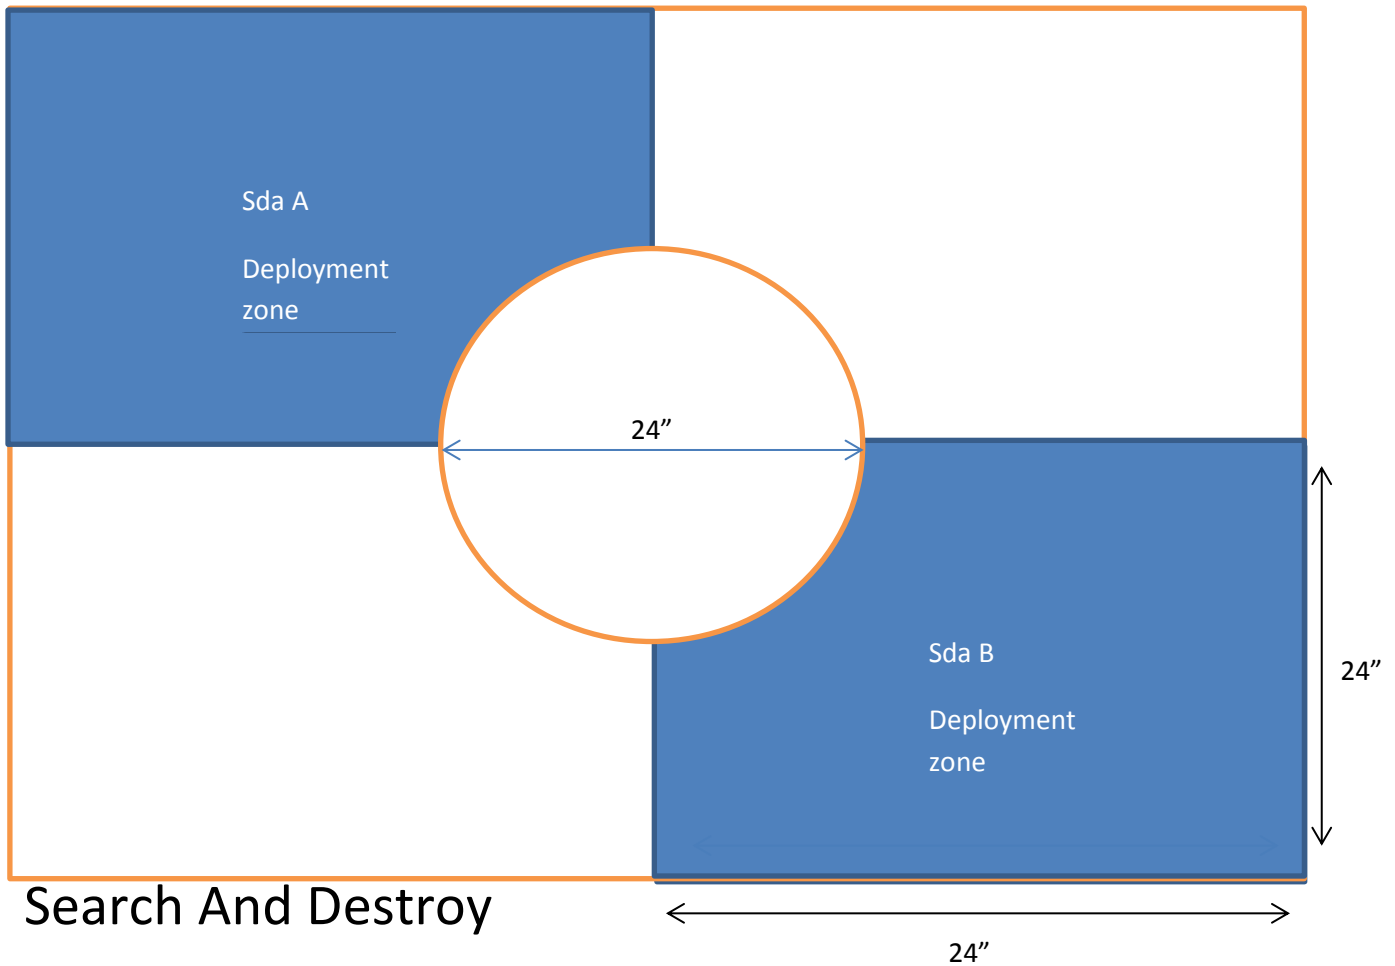 Sda A
Deployment
zone
24”
Sda B
Deployment
zone
24”
Search And Destroy
24”